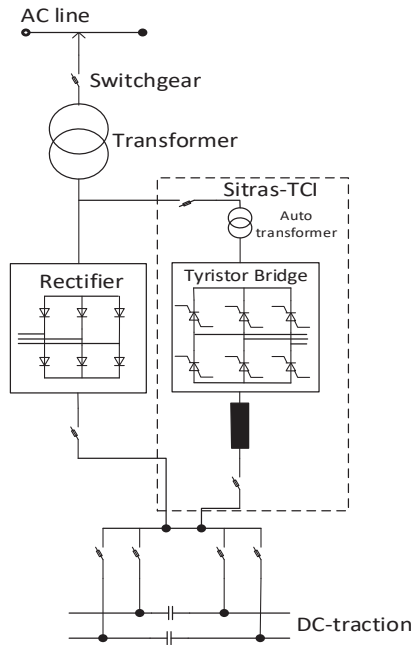 AC line
Switchgear
Transformer
Sitras-TCI
Auto
transformer
Rectifier
Tyristor Bridge
DC-traction